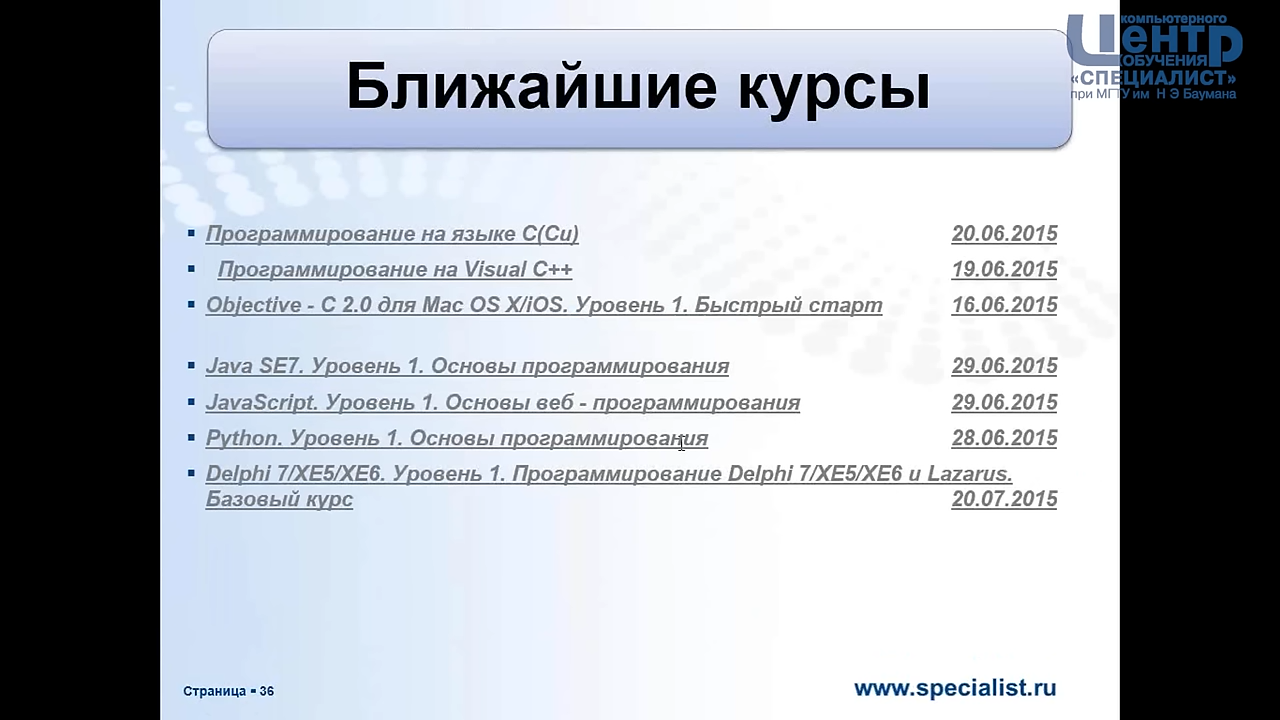 Ближайшие курсы
компьютерного
Центр
ОБУЧЕНИЯ
«СПЕЦИАЛИСТ»
при МГТУ им Н Э Баумана
Программирование на языке C(Си) 20.06.2015
Программирование на Visual C++ 19.06.2015
Objective - C 2.0 для Mac OS X/iOS. Уровень 1. Быстрый старт 16.06.2015
Java SE7. Уровень 1. Основы программирования 29.06.2015
JavaScript. Уровень 1. Основы веб - программирования 29.06.2015
Python. Уровень 1. Основы программирования 28.06.2015
Delphi 7/XE5/XE6. Уровень 1. Программирование Delphi 7/XE5/XE6 и Lazarus.
Базовый курс 20.07.2015
Страница ▪ 36
www.specialist.ru